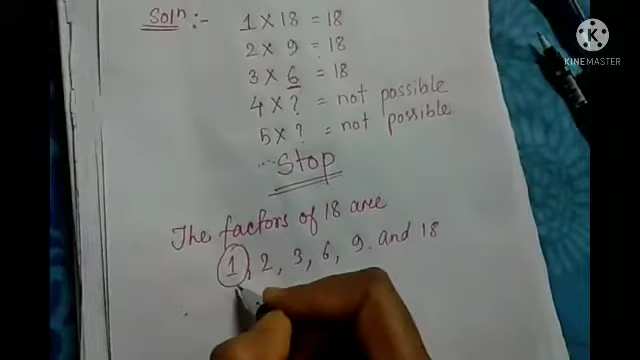 Solⁿ :-
1 × 18 = 18
2 × 9 = 18
3 × 6 = 18
4 × ? = not possible
5 × ? = not possible
... Stop
The factors of 18 are
1, 2, 3, 6, 9. and 18
KINEMASTER